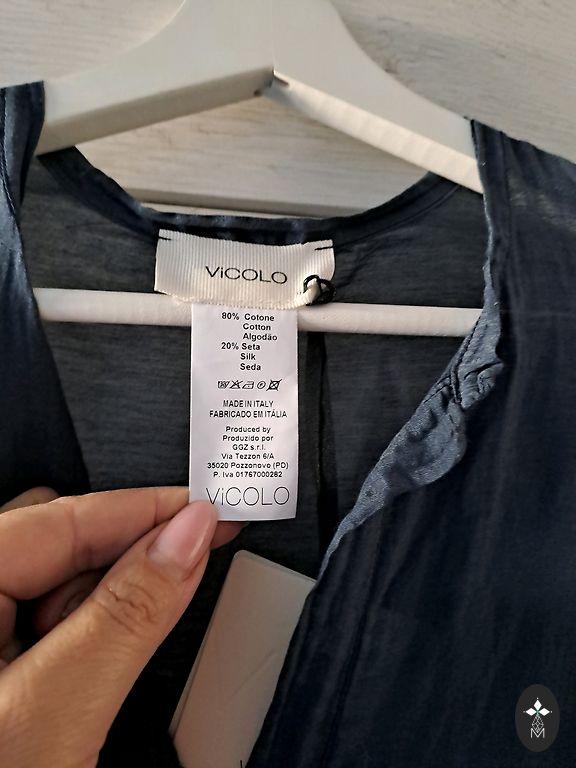 ViCOLO
80% Cotone
Cotton
Algodão
20% Seta
Silk
Seda
MADE IN ITALY
FABRICADO EM ITÁLIA
Produced by
Produzido por
GGZ s.r.l.
Via Tezzon 6/A
35020 Pozzonovo (PD)
P. Iva 01767000282
ViCOLO
M